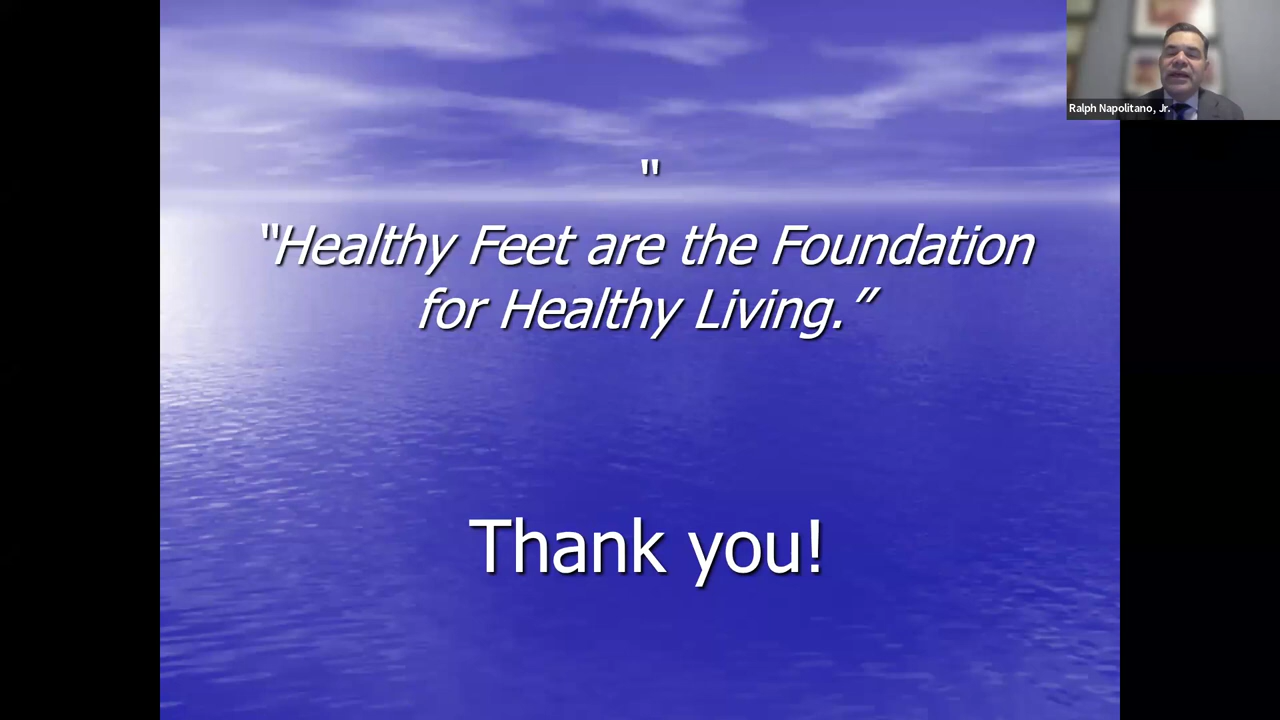 Ralph Napolitano, Jr.
"
“Healthy Feet are the Foundation
for Healthy Living.”
Thank you!